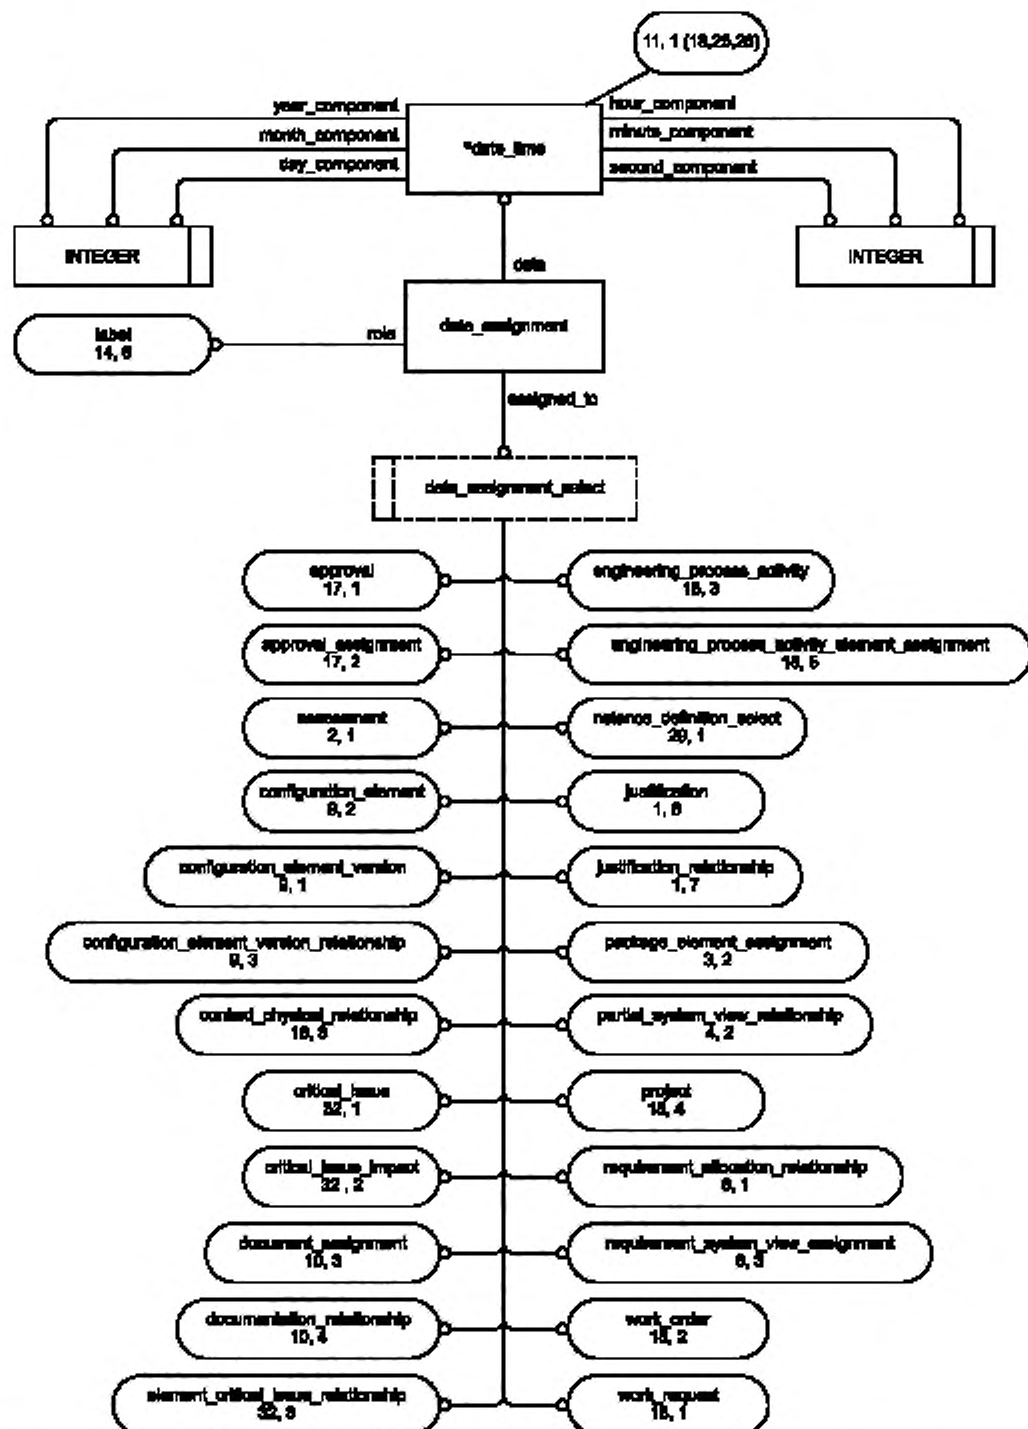 11, 1 (18,25,26)
year_component
hour_component
month_component
minute_component
*date_time
day_component
second_component
INTEGER
INTEGER
date
date_assignment
role
label
14, 6
assigned_to
date_assignment_select
approval
17, 1
engineering_process_activity
15, 3
approval_assignment
17, 2
engineering_process_activity_element_assignment
15, 5
assessment
2, 1
instance_definition_select
29, 1
configuration_element
9, 2
justification
1, 6
configuration_element_version
9, 1
justification_relationship
1, 7
configuration_element_version_relationship
9, 3
package_element_assignment
3, 2
context_physical_relationship
16, 3
partial_system_view_relationship
4, 2
critical_issue
32, 1
project
15, 4
critical_issue_impact
32 , 2
requirement_allocation_relationship
6, 1
document_assignment
10, 3
requirement_system_view_assignment
6, 3
documentation_relationship
10, 4
work_order
15, 2
element_critical_issue_relationship
32, 3
work_request
15, 1